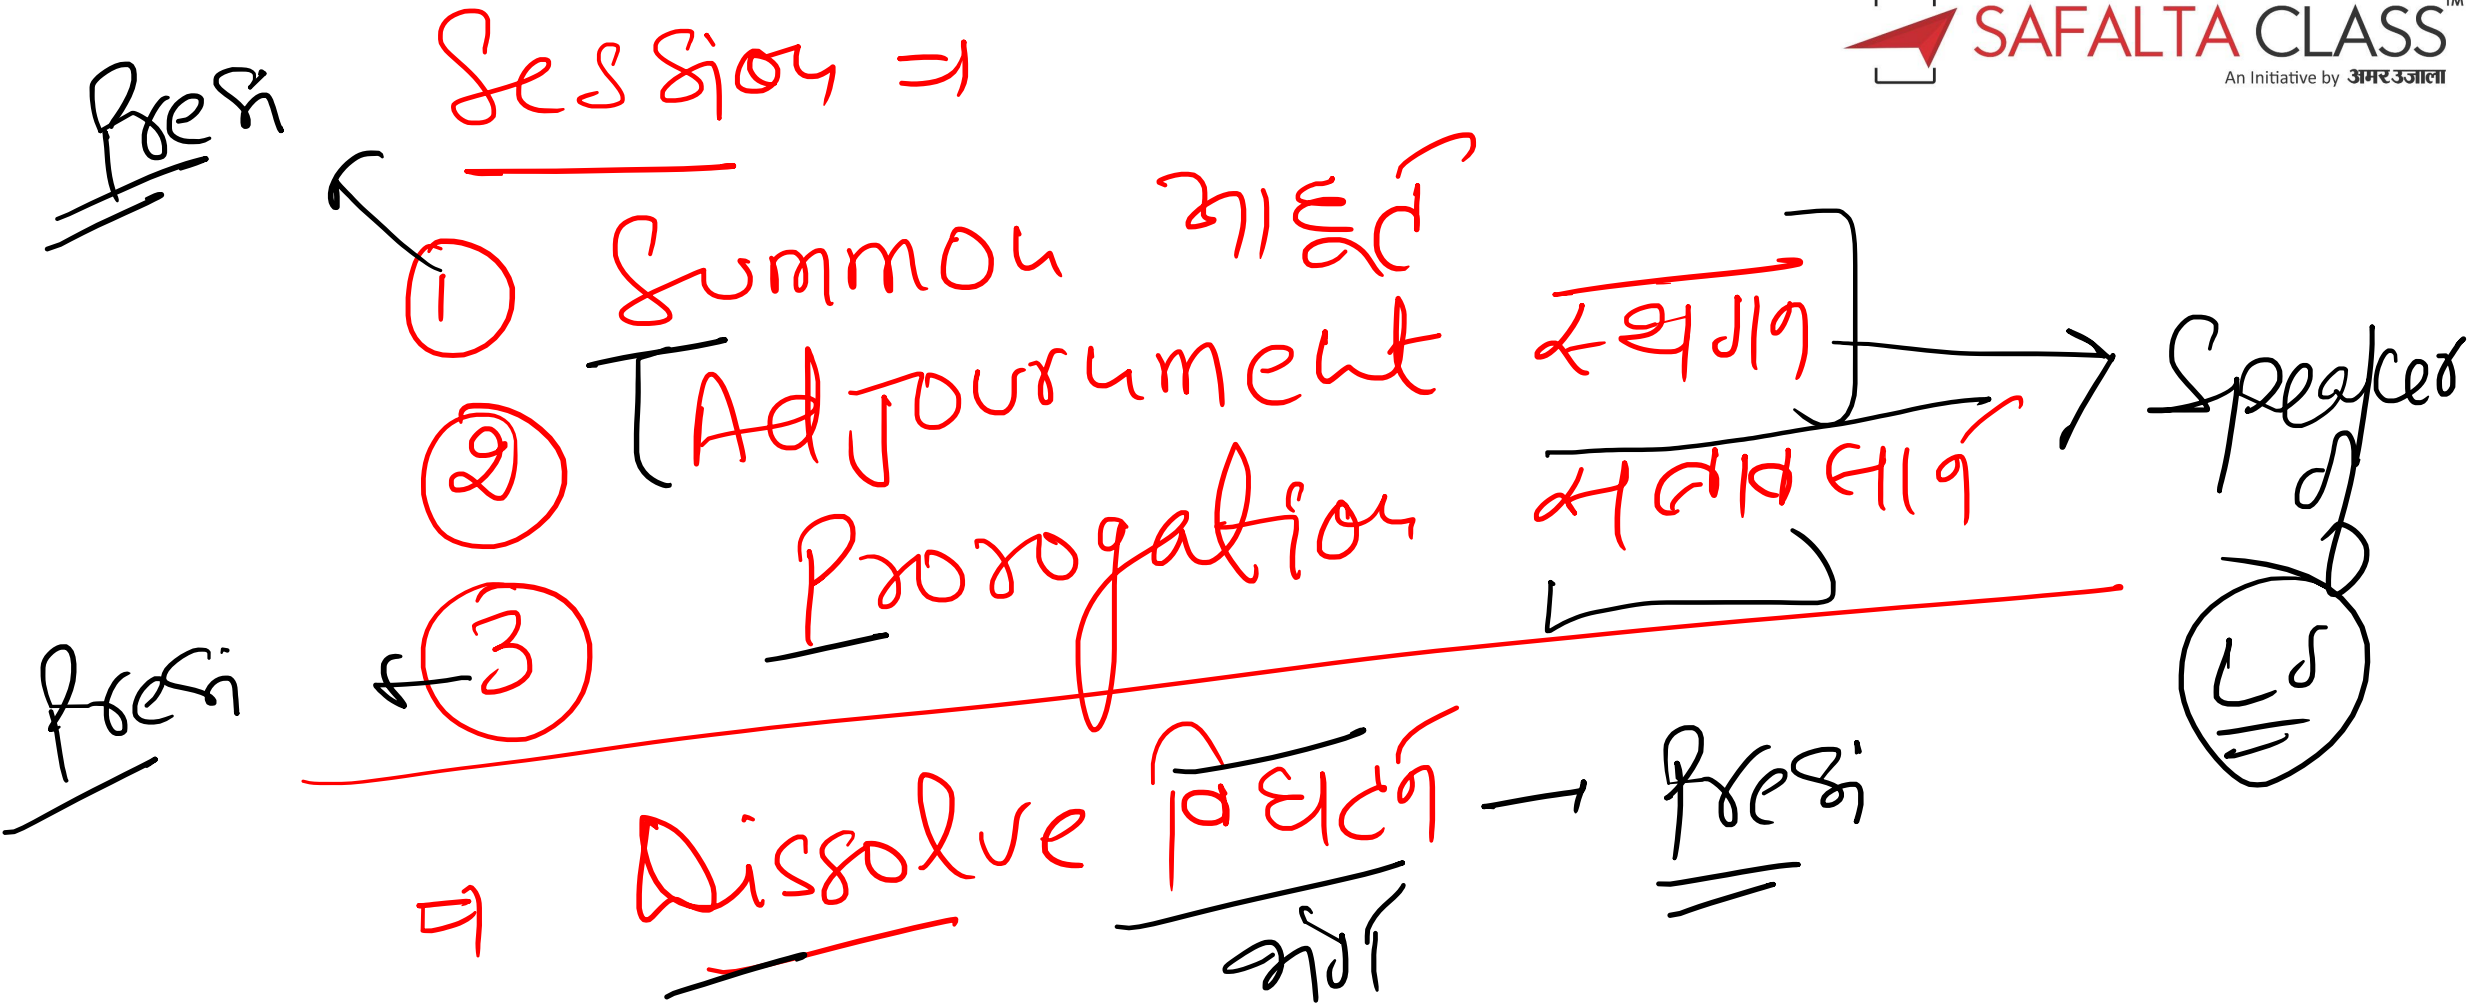 SAFALTA CLASS™
An Initiative by अमर उजाला
Session ⇒
Presi
① Summon आहूत
② Adjournment स्थगन
Speaker
सत्रावसान
③ Prorogation
LS
Presi
⇒ Dissolve विघटन → Presi
भंग